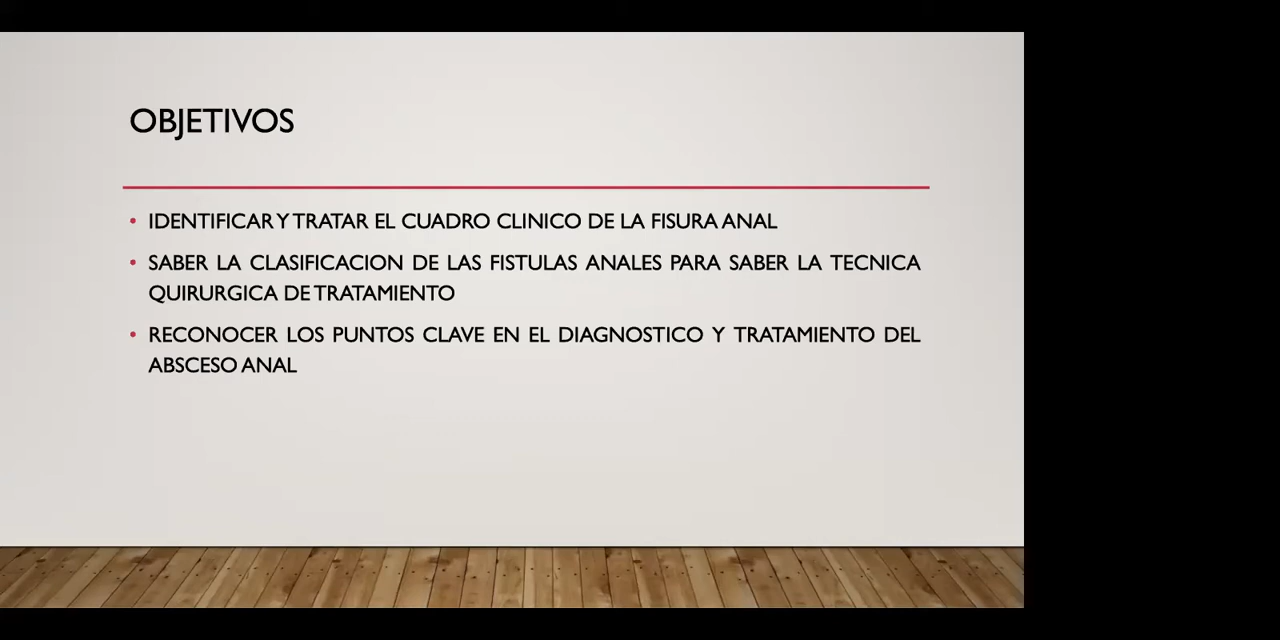 OBJETIVOS
• IDENTIFICAR Y TRATAR EL CUADRO CLINICO DE LA FISURA ANAL
• SABER LA CLASIFICACION DE LAS FISTULAS ANALES PARA SABER LA TECNICA
QUIRURGICA DE TRATAMIENTO
• RECONOCER LOS PUNTOS CLAVE EN EL DIAGNOSTICO Y TRATAMIENTO DEL
ABSCESO ANAL